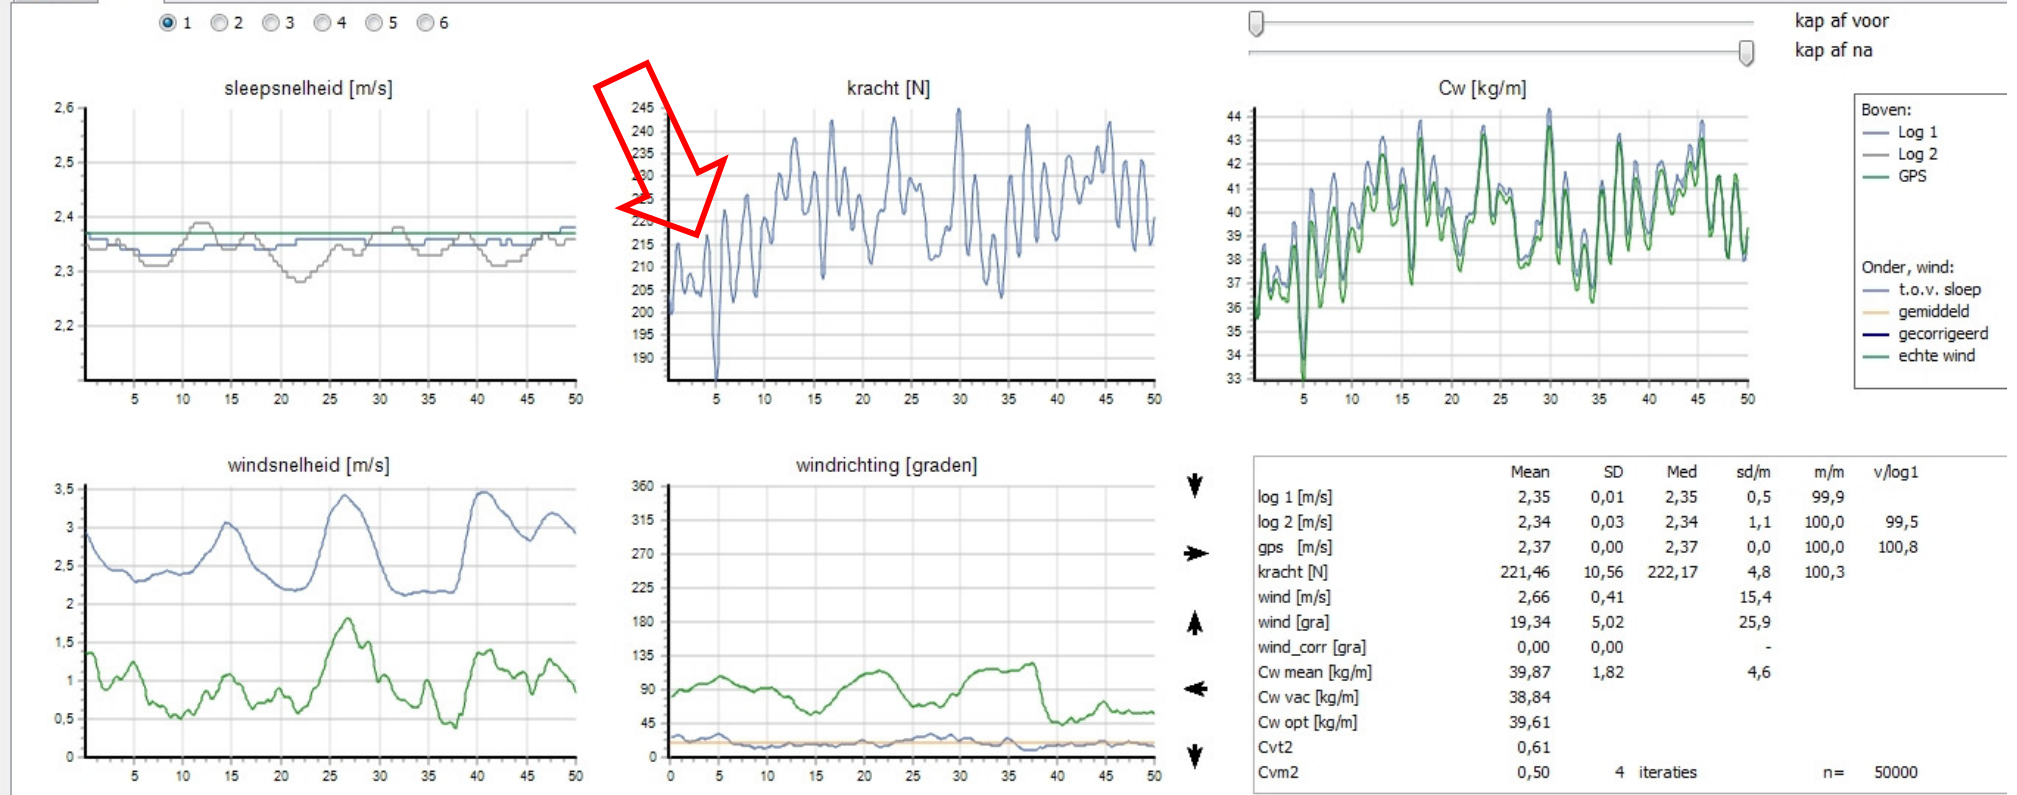 1 2 3 4 5 6
kap af voor
kap af na
sleepsnelheid [m/s]
2,6
2,5
2,4
2,3
2,2
5 10 15 20 25 30 35 40 45 50
kracht [N]
245
240
235
230
225
220
215
210
205
200
195
190
5 10 15 20 25 30 35 40 45 50
Cw [kg/m]
44
43
42
41
40
39
38
37
36
35
34
33
5 10 15 20 25 30 35 40 45 50
Boven:
Log 1
Log 2
GPS
Onder, wind:
t.o.v. sloep
gemiddeld
gecorrigeerd
echte wind
windsnelheid [m/s]
3,5
3
2,5
2
1,5
1
0,5
0
5 10 15 20 25 30 35 40 45 50
windrichting [graden]
360
315
270
225
180
135
90
45
0
0 5 10 15 20 25 30 35 40 45 50
Mean SD Med sd/m m/m v/log1
log 1 [m/s] 2,35 0,01 2,35 0,5 99,9
log 2 [m/s] 2,34 0,03 2,34 1,1 100,0 99,5
gps [m/s] 2,37 0,00 2,37 0,0 100,0 100,8
kracht [N] 221,46 10,56 222,17 4,8 100,3
wind [m/s] 2,66 0,41 15,4
wind [gra] 19,34 5,02 25,9
wind_corr [gra] 0,00 0,00 -
Cw mean [kg/m] 39,87 1,82 4,6
Cw vac [kg/m] 38,84
Cw opt [kg/m] 39,61
Cvt2 0,61
Cvm2 0,50 4 iteraties n= 50000